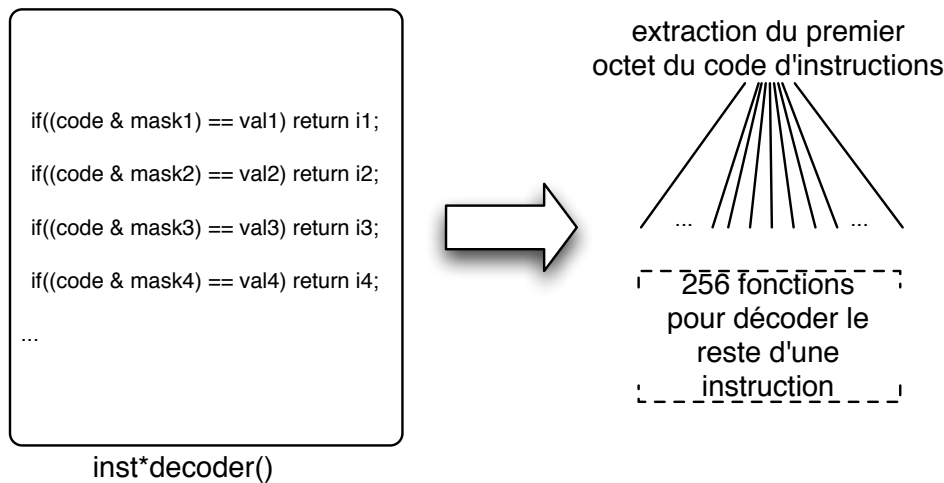 if((code & mask1) == val1) return i1;
if((code & mask2) == val2) return i2;
if((code & mask3) == val3) return i3;
if((code & mask4) == val4) return i4;
...
inst*decoder()
extraction du premier
octet du code d'instructions
... ...
256 fonctions
pour décoder le
reste d'une
instruction